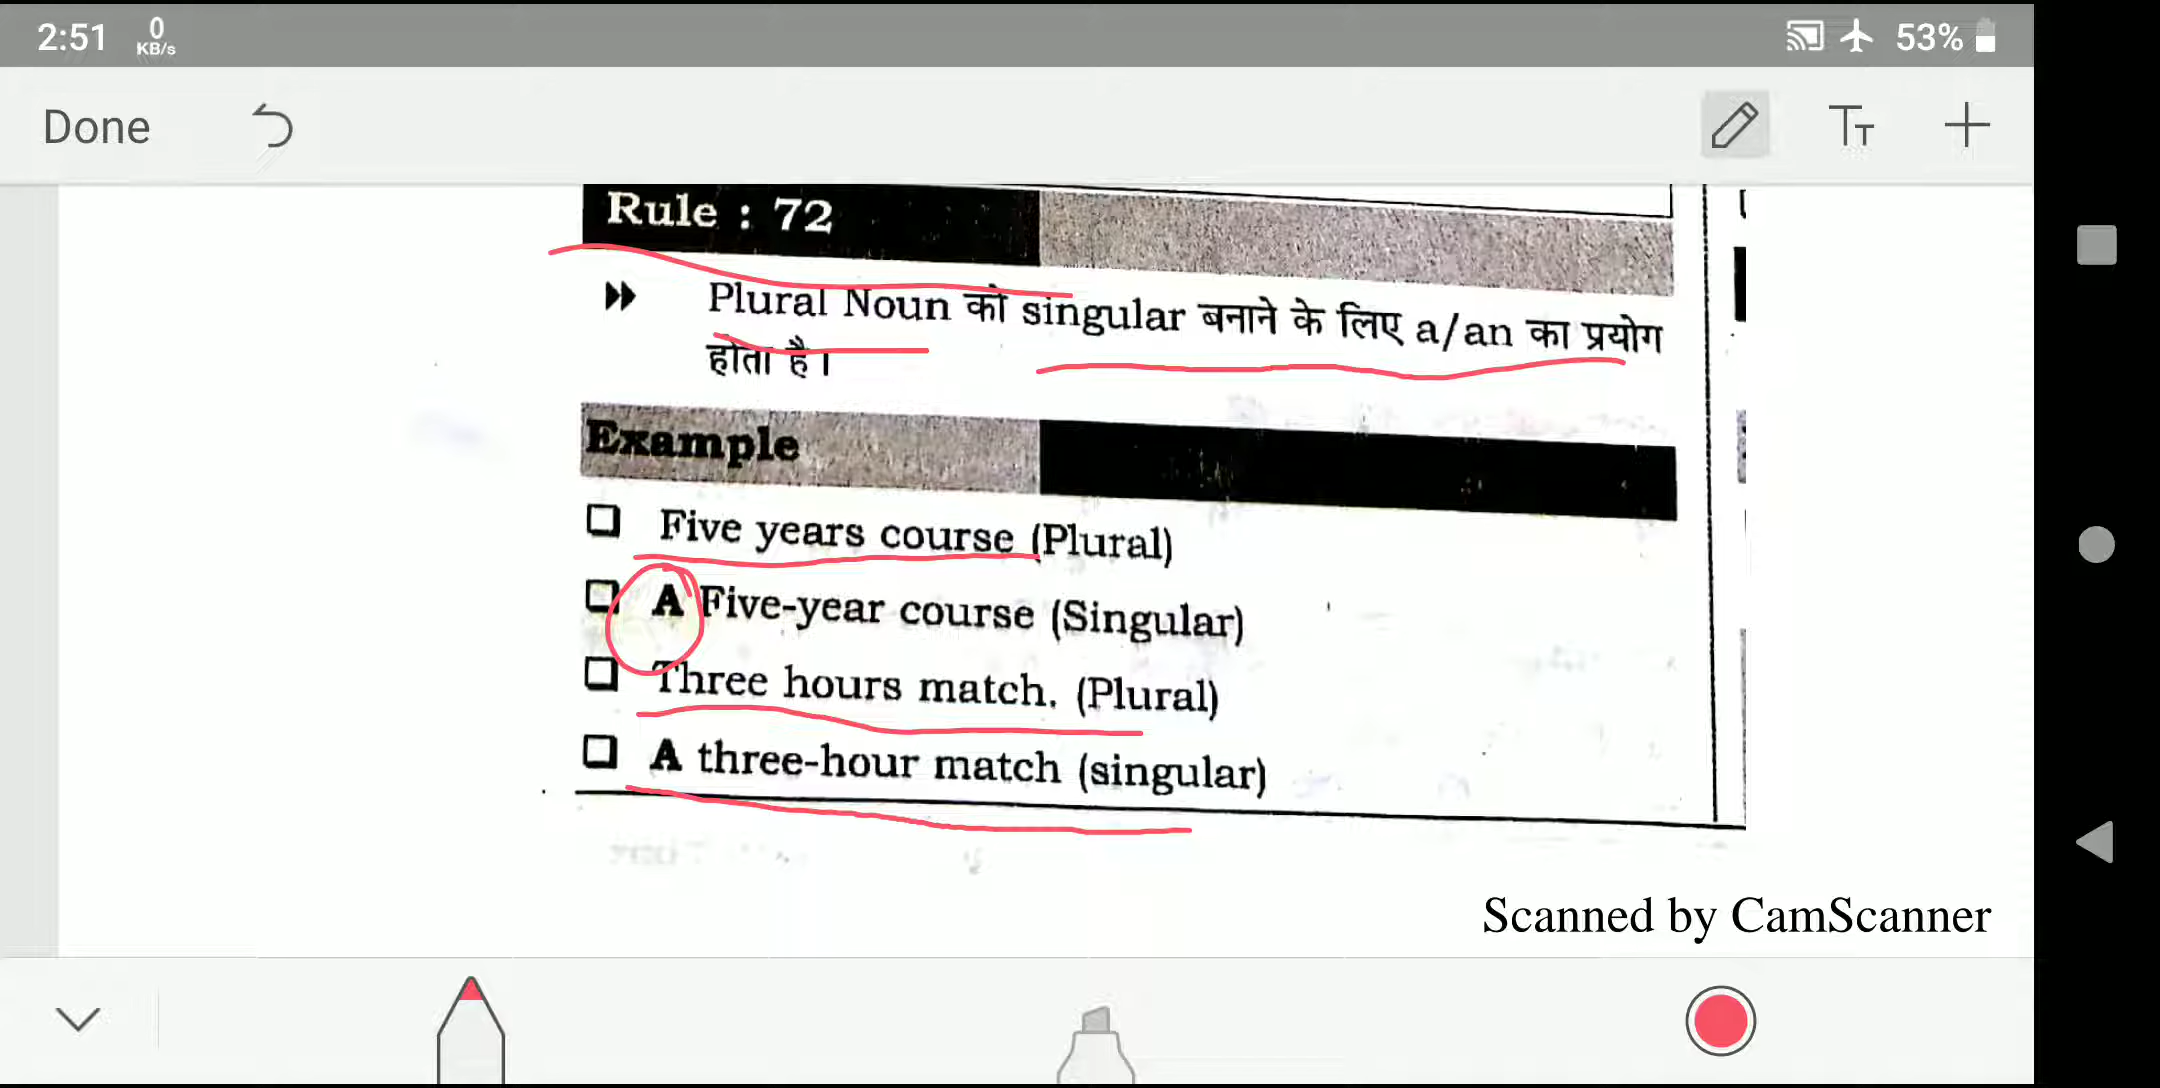 2:51 0 KB/s 53%
Done TT
Rule : 72
Plural Noun को singular बनाने के लिए a/an का प्रयोग
होता है।
Example
Five years course (Plural)
A Five-year course (Singular)
Three hours match. (Plural)
A three-hour match (singular)
Scanned by CamScanner